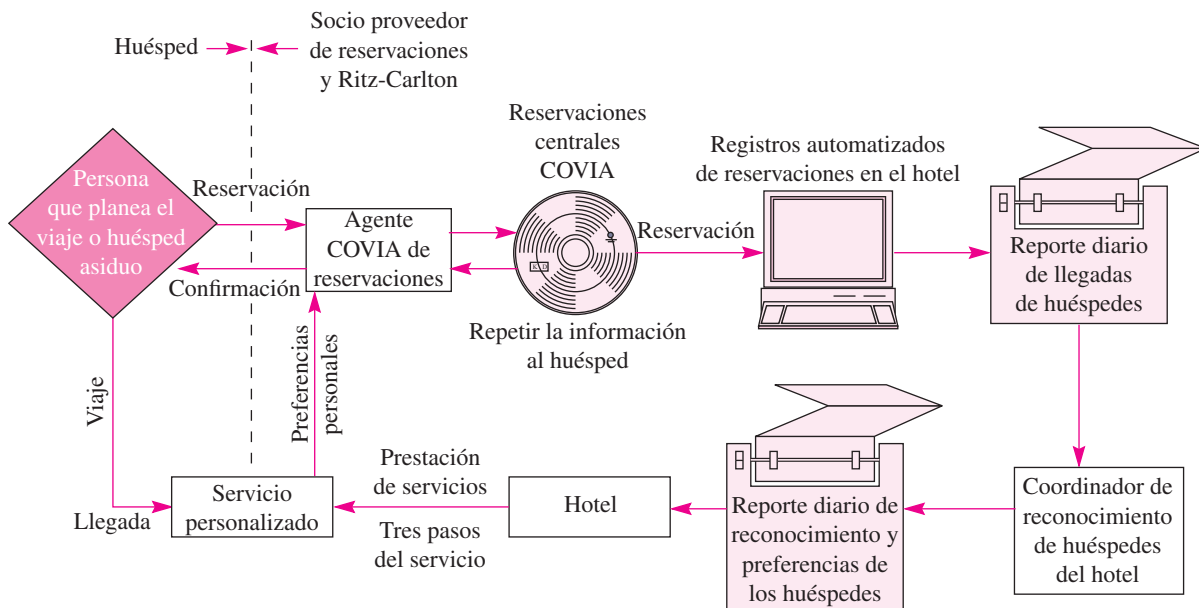 Huésped
Socio proveedor
de reservaciones
y Ritz-Carlton
Persona
que planea el
viaje o huésped
asiduo
Reservación
Confirmación
Agente
COVIA de
reservaciones
Reservaciones
centrales
COVIA
K
B
Repetir la información
al huésped
Reservación
Registros automatizados
de reservaciones en el hotel
Reporte diario
de llegadas
de huéspedes
Viaje
Llegada
Preferencias
personales
Servicio
personalizado
Prestación
de servicios
Tres pasos
del servicio
Hotel
Reporte diario de
reconocimiento y
preferencias de
los huéspedes
Coordinador de
reconocimiento
de huéspedes
del hotel